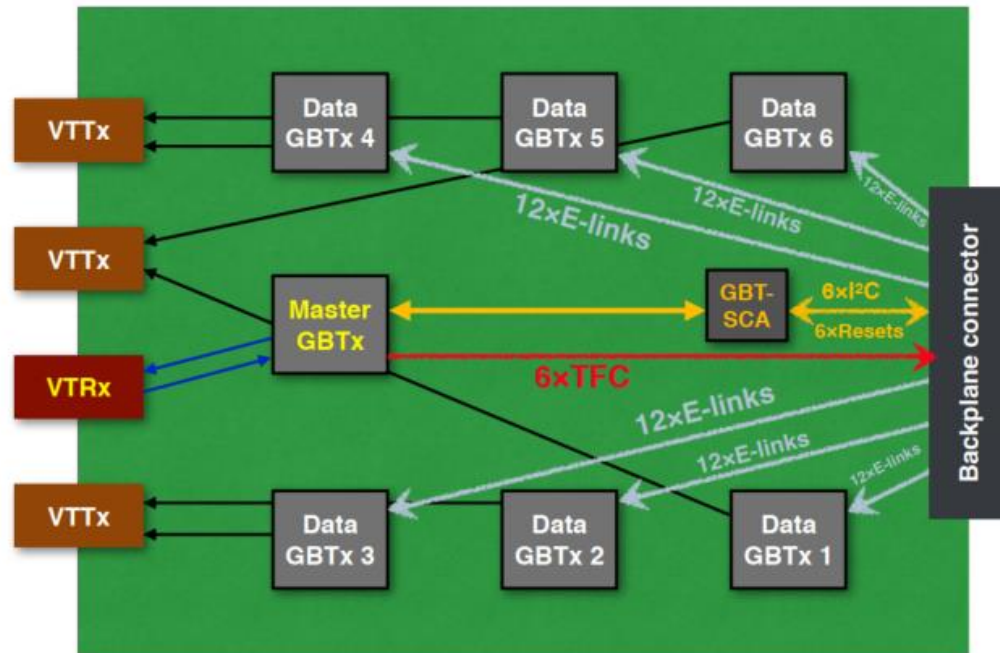 Data
GBTx 4
Data
GBTx 5
Data
GBTx 6
VTTx
12×E-links
12×E-links
12×E-links
VTTx
Master
GBTx
GBT-
SCA
6×I²C
6×Resets
Backplane connector
VTRx
6×TFC
12×E-links
12×E-links
12×E-links
VTTx
Data
GBTx 3
Data
GBTx 2
Data
GBTx 1